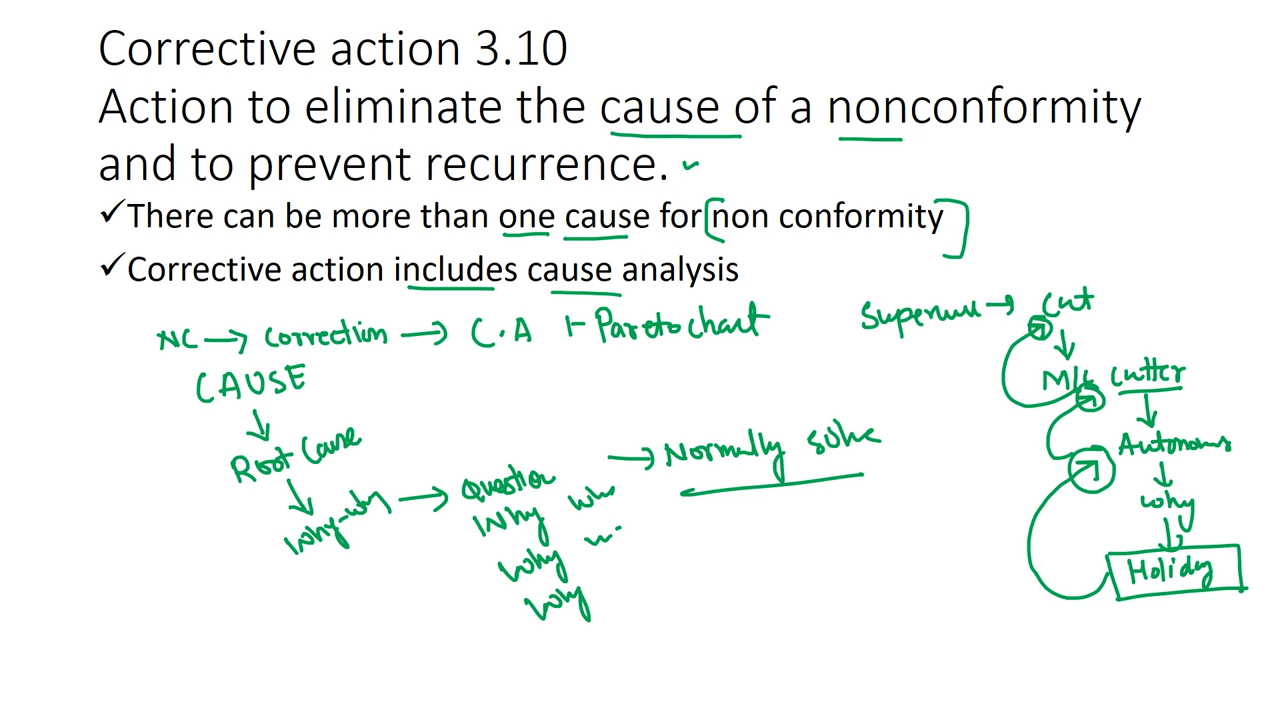 Corrective action 3.10
Action to eliminate the cause of a nonconformity
and to prevent recurrence.
✓There can be more than one cause for non conformity
✓Corrective action includes cause analysis
NC → Correction → C.A Pareto chart
CAUSE
Root Cause
Why-why → Question
Why
Why
Why
→ Normally solve
→ Cut
M/c Cutter
why
Holiday